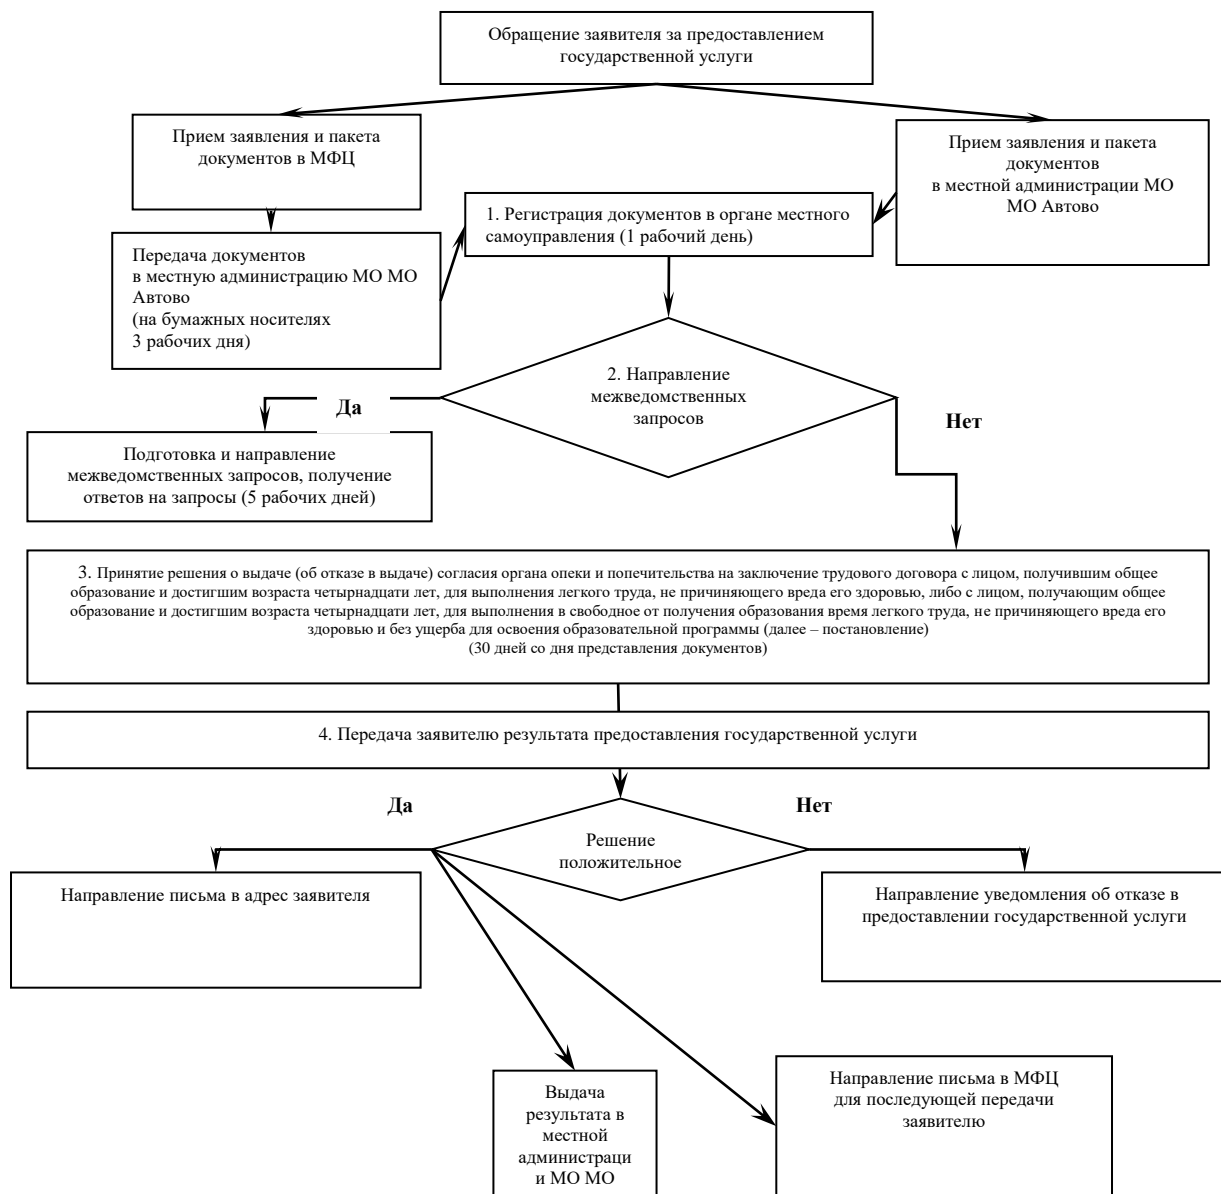 Обращение заявителя за предоставлением
государственной услуги
Прием заявления и пакета
документов в МФЦ
Прием заявления и пакета
документов
в местной администрации МО
МО Автово
1. Регистрация документов в органе местного
самоуправления (1 рабочий день)
Передача документов
в местную администрацию МО МО
Автово
(на бумажных носителях
3 рабочих дня)
2. Направление
межведомственных
запросов
Да
Нет
Подготовка и направление
межведомственных запросов, получение
ответов на запросы (5 рабочих дней)
3. Принятие решения о выдаче (об отказе в выдаче) согласия органа опеки и попечительства на заключение трудового договора с лицом, получившим общее
образование и достигшим возраста четырнадцати лет, для выполнения легкого труда, не причиняющего вреда его здоровью, либо с лицом, получающим общее
образование и достигшим возраста четырнадцати лет, для выполнения в свободное от получения образования время легкого труда, не причиняющего вреда его
здоровью и без ущерба для освоения образовательной программы (далее – постановление)
(30 дней со дня представления документов)
4. Передача заявителю результата предоставления государственной услуги
Да
Нет
Решение
положительное
Направление письма в адрес заявителя
Направление уведомления об отказе в
предоставлении государственной услуги
Выдача
результата в
местной
администраци
и МО МО
Направление письма в МФЦ
для последующей передачи
заявителю